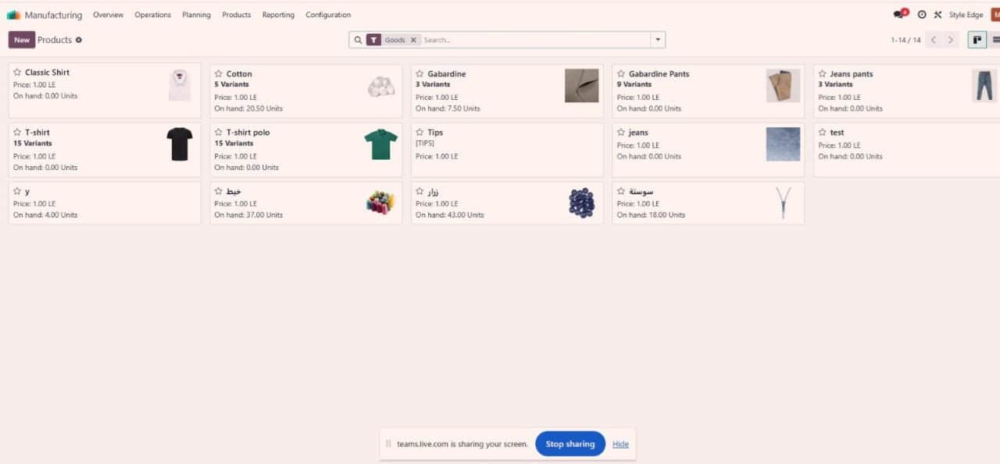 Manufacturing Overview Operations Planning Products Reporting Configuration 4 Style Edge M
New Products Goods Search... 1-14 / 14
Classic Shirt
Price: 1.00 LE
On hand: 0.00 Units
Cotton
5 Variants
Price: 1.00 LE
On hand: 20.50 Units
Gabardine
3 Variants
Price: 1.00 LE
On hand: 7.50 Units
Gabardine Pants
9 Variants
Price: 1.00 LE
On hand: 0.00 Units
Jeans pants
3 Variants
Price: 1.00 LE
On hand: 0.00 Units
T-shirt
15 Variants
Price: 1.00 LE
On hand: 0.00 Units
T-shirt polo
15 Variants
Price: 1.00 LE
On hand: 0.00 Units
Tips
[TIPS]
Price: 1.00 LE
jeans
Price: 1.00 LE
On hand: 0.00 Units
test
Price: 1.00 LE
On hand: 0.00 Units
y
Price: 1.00 LE
On hand: 4.00 Units
خيط
Price: 1.00 LE
On hand: 37.00 Units
زرار
Price: 1.00 LE
On hand: 43.00 Units
سوستة
Price: 1.00 LE
On hand: 18.00 Units
teams.live.com is sharing your screen. Stop sharing Hide